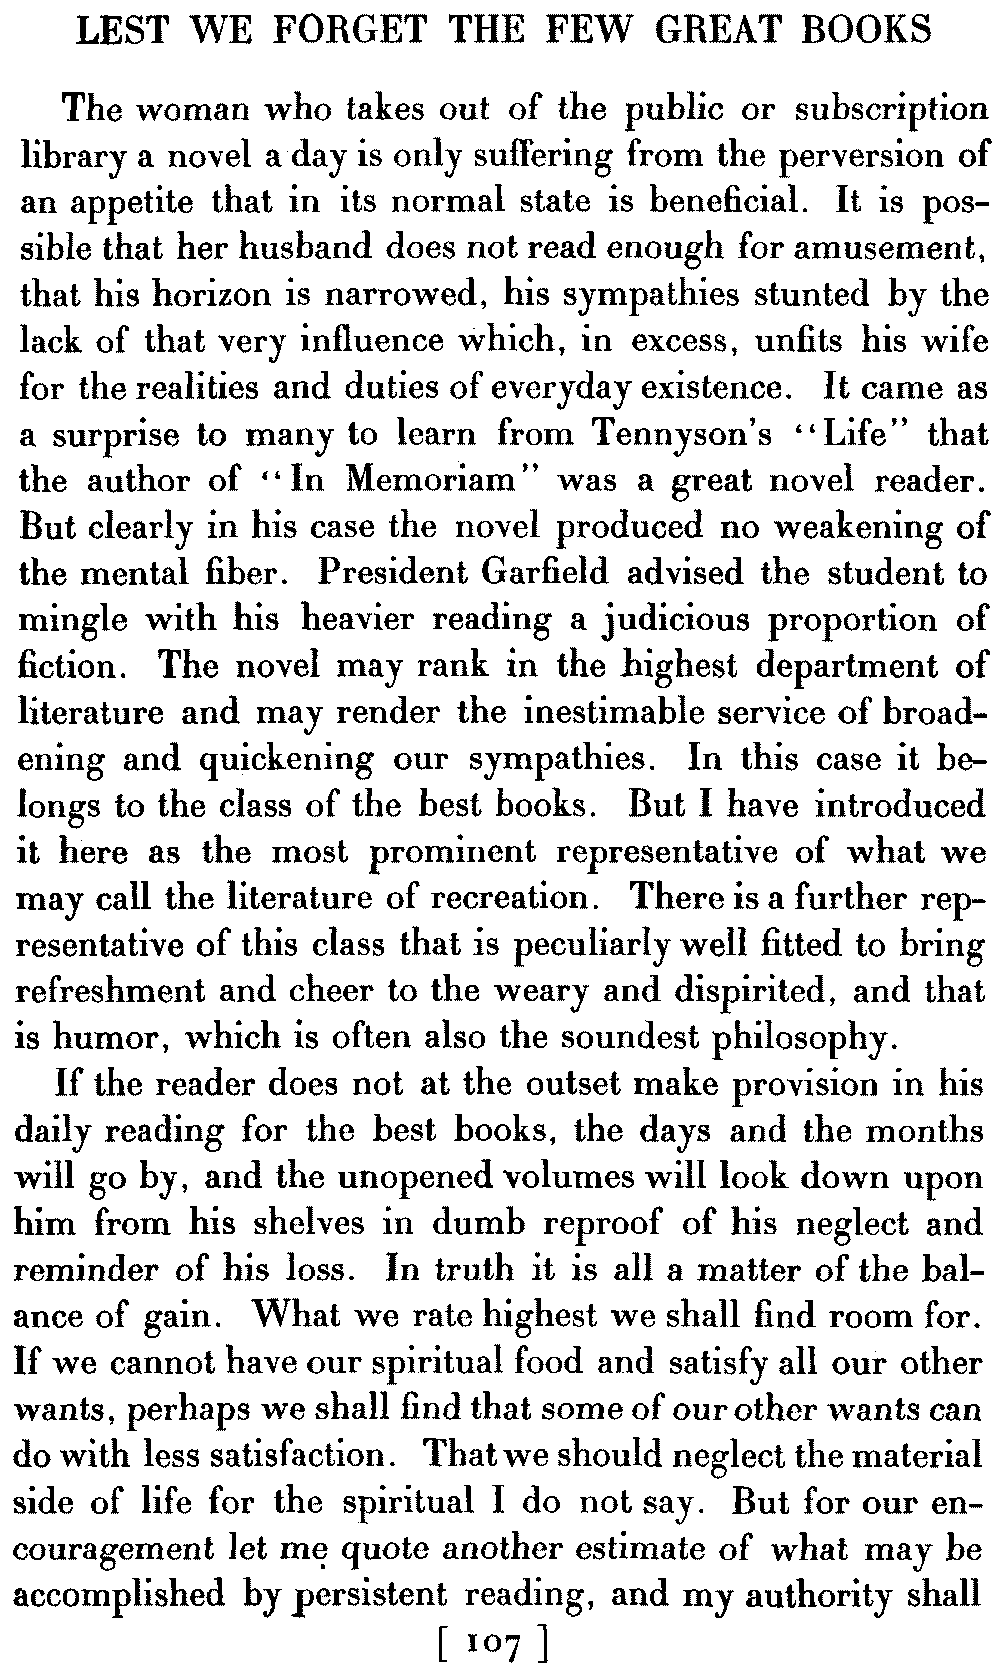 LEST WE FORGET THE FEW GREAT BOOKS
The woman who takes out of the public or subscription
library a novel a day is only suffering from the perversion of
an appetite that in its normal state is beneficial. It is pos-
sible that her husband does not read enough for amusement,
that his horizon is narrowed, his sympathies stunted by the
lack of that very influence which, in excess, unfits his wife
for the realities and duties of everyday existence. It came as
a surprise to many to learn from Tennyson's “Life” that
the author of “In Memoriam” was a great novel reader.
But clearly in his case the novel produced no weakening of
the mental fiber. President Garfield advised the student to
mingle with his heavier reading a judicious proportion of
fiction. The novel may rank in the highest department of
literature and may render the inestimable service of broad-
ening and quickening our sympathies. In this case it be-
longs to the class of the best books. But I have introduced
it here as the most prominent representative of what we
may call the literature of recreation. There is a further rep-
resentative of this class that is peculiarly well fitted to bring
refreshment and cheer to the weary and dispirited, and that
is humor, which is often also the soundest philosophy.
If the reader does not at the outset make provision in his
daily reading for the best books, the days and the months
will go by, and the unopened volumes will look down upon
him from his shelves in dumb reproof of his neglect and
reminder of his loss. In truth it is all a matter of the bal-
ance of gain. What we rate highest we shall find room for.
If we cannot have our spiritual food and satisfy all our other
wants, perhaps we shall find that some of our other wants can
do with less satisfaction. That we should neglect the material
side of life for the spiritual I do not say. But for our en-
couragement let me quote another estimate of what may be
accomplished by persistent reading, and my authority shall
[ 107 ]